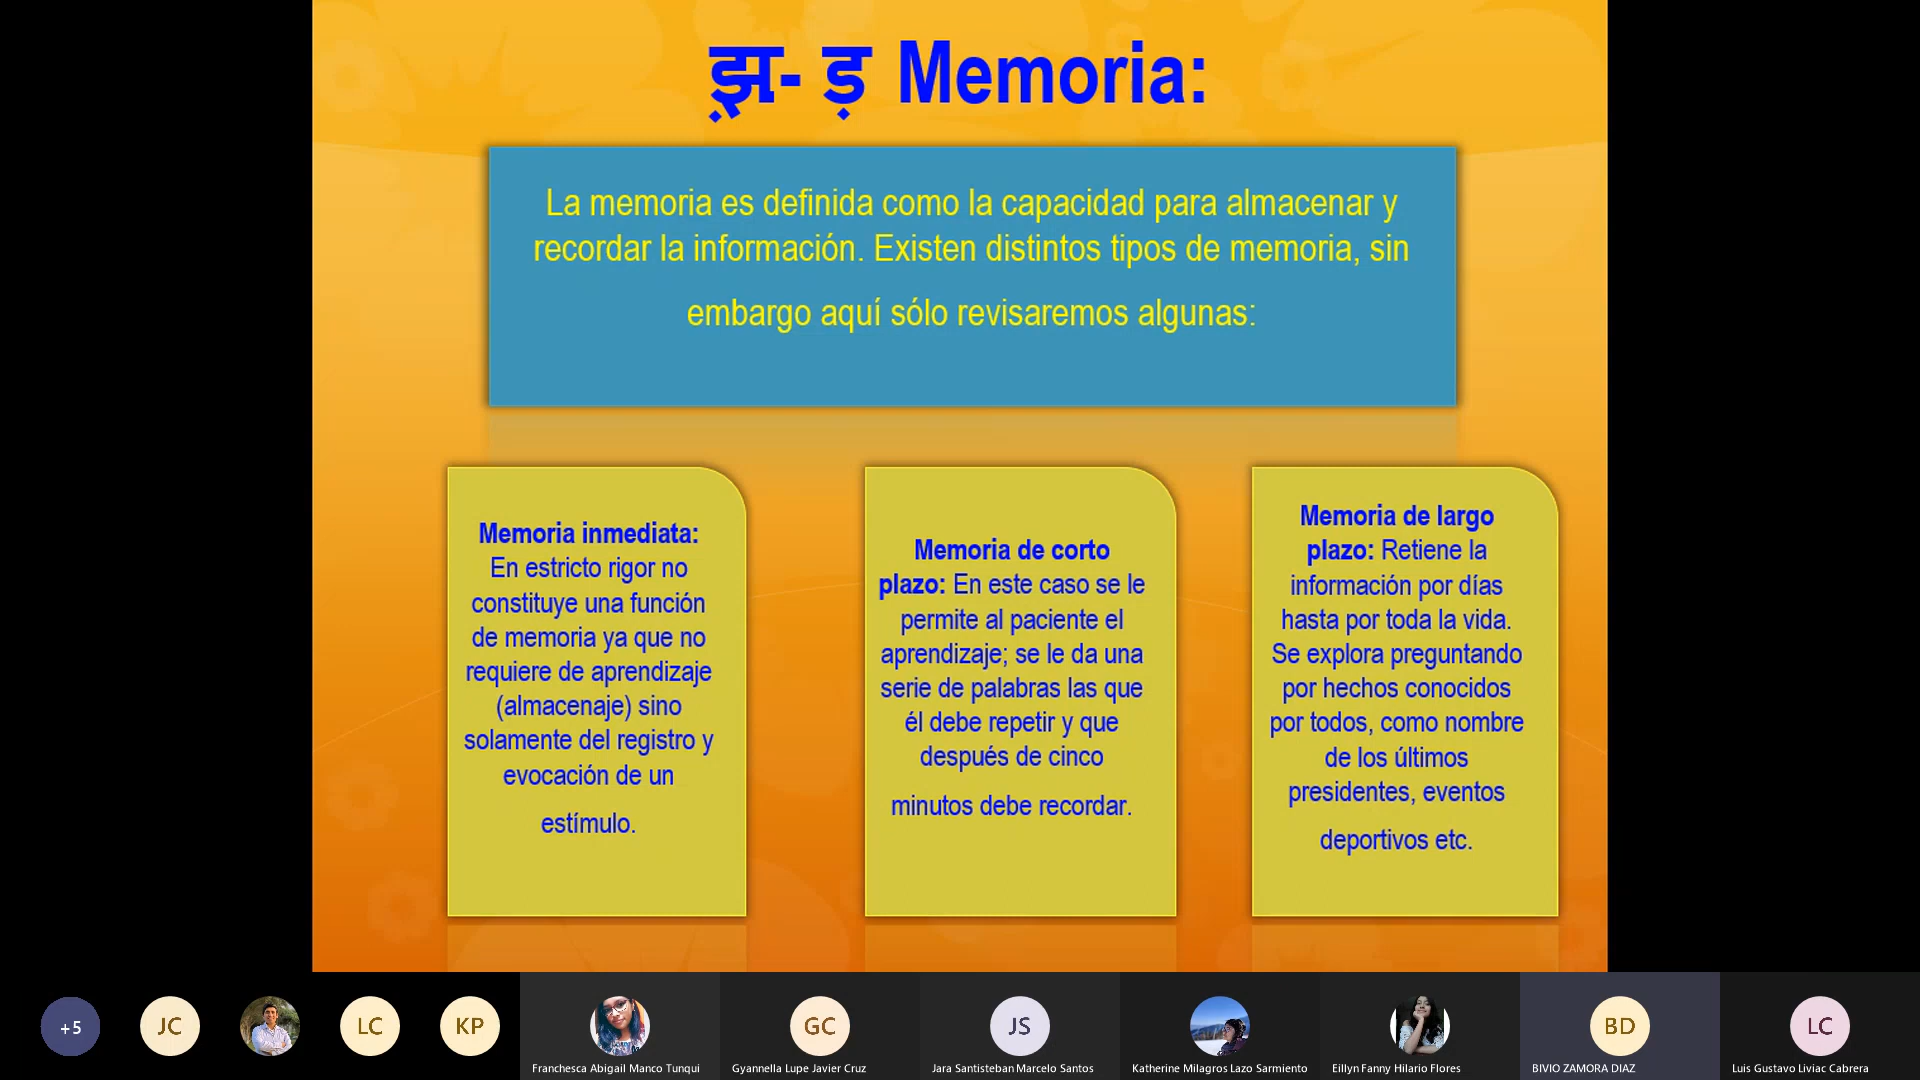 झ़- ड़ Memoria:
La memoria es definida como la capacidad para almacenar y
recordar la información. Existen distintos tipos de memoria, sin
embargo aquí sólo revisaremos algunas:
Memoria inmediata:
En estricto rigor no
constituye una función
de memoria ya que no
requiere de aprendizaje
(almacenaje) sino
solamente del registro y
evocación de un
estímulo.
Memoria de corto
plazo: En este caso se le
permite al paciente el
aprendizaje; se le da una
serie de palabras las que
él debe repetir y que
después de cinco
minutos debe recordar.
Memoria de largo
plazo: Retiene la
información por días
hasta por toda la vida.
Se explora preguntando
por hechos conocidos
por todos, como nombre
de los últimos
presidentes, eventos
deportivos etc.
+5
JC
LC
KP
GC
JS
BD
LC
Franchesca Abigail Manco Tunqui
Gyannella Lupe Javier Cruz
Jara Santisteban Marcelo Santos
Katherine Milagros Lazo Sarmiento
Eillyn Fanny Hilario Flores
BIVIO ZAMORA DIAZ
Luis Gustavo Liviac Cabrera